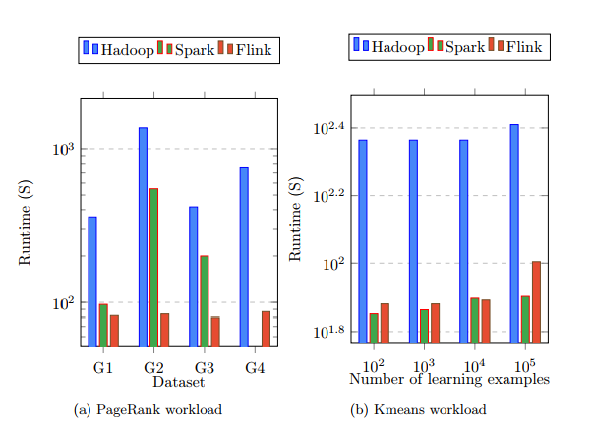 Hadoop Spark Flink
10^3
10^2
Runtime (S)
G1 G2 G3 G4
Dataset
(a) PageRank workload
Hadoop Spark Flink
10^2.4
10^2.2
10^2
10^1.8
Runtime (S)
10^2 10^3 10^4 10^5
Number of learning examples
(b) Kmeans workload